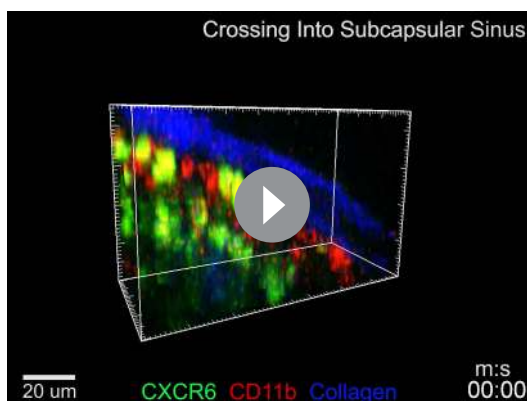 Crossing Into Subcapsular Sinus
m:s
20 um CXCR6 CD11b Collagen 00:00